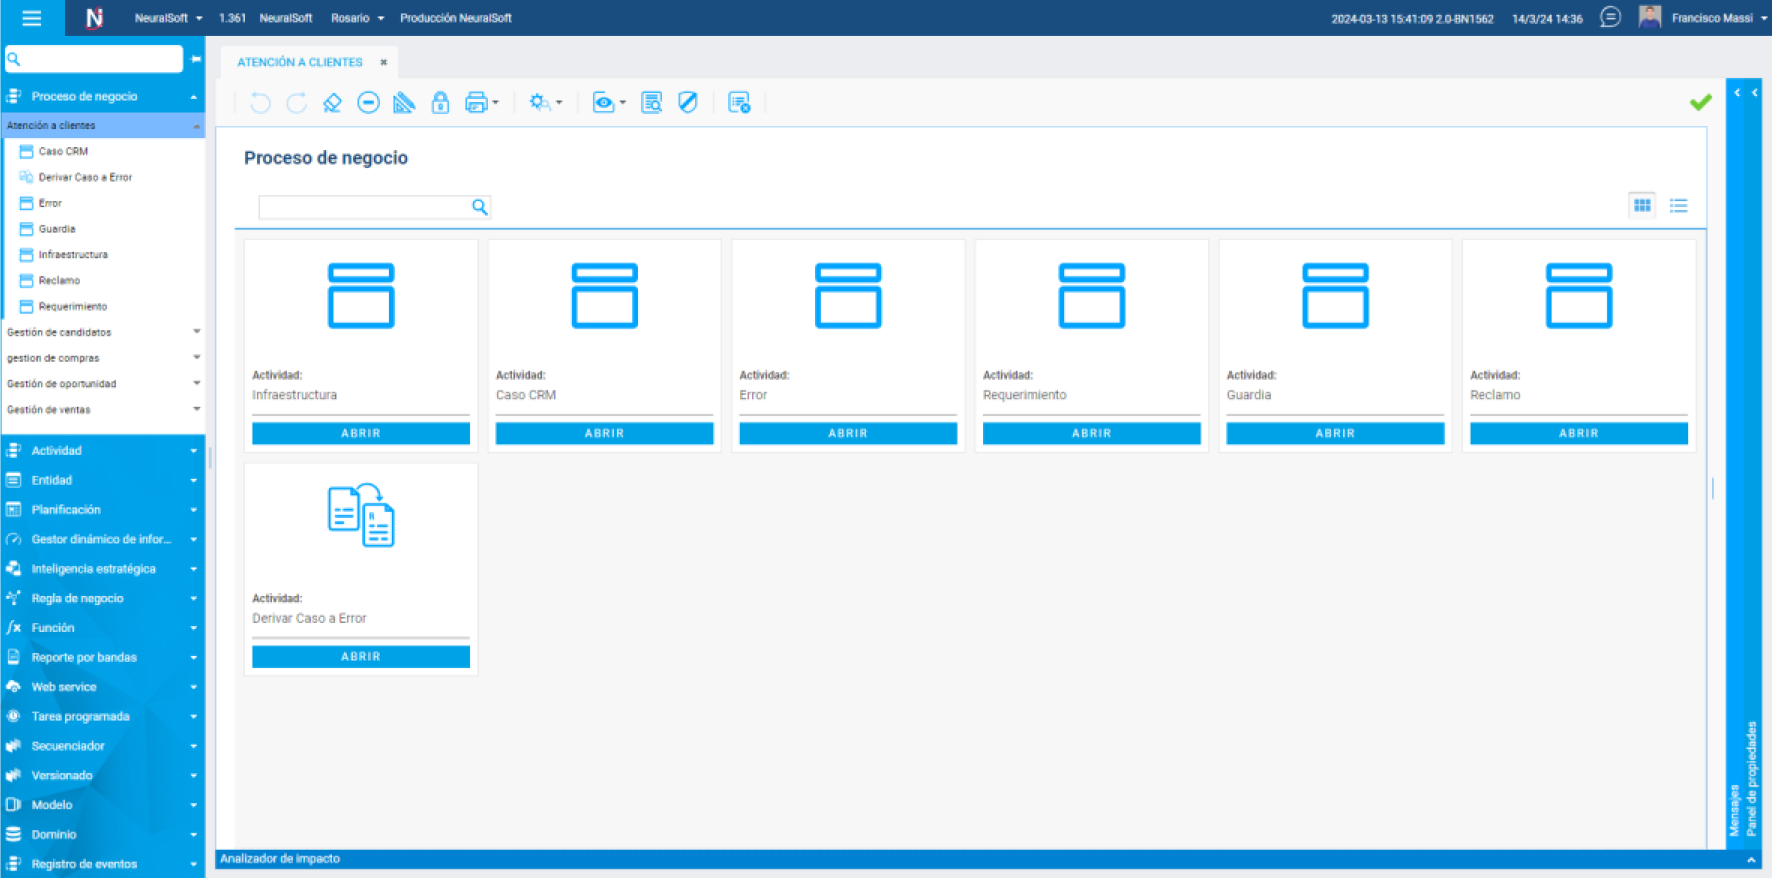 NeuralSoft 1.361 NeuralSoft Rosario Producción NeuralSoft 2024-03-13 15:41:09 2.0-BN1562 14/3/24 14:36 Francisco Massi
ATENCIÓN A CLIENTES
Proceso de negocio
Atención a clientes
Caso CRM
Derivar Caso a Error
Error
Guardia
Infraestructura
Reclamo
Requerimiento
Gestión de candidatos
gestion de compras
Gestión de oportunidad
Gestión de ventas
Actividad
Entidad
Planificación
Gestor dinámico de infor...
Inteligencia estratégica
Regla de negocio
Función
Reporte por bandas
Web service
Tarea programada
Secuenciador
Versionado
Modelo
Dominio
Registro de eventos
Proceso de negocio
Actividad:
Infraestructura
ABRIR
Actividad:
Caso CRM
ABRIR
Actividad:
Error
ABRIR
Actividad:
Requerimiento
ABRIR
Actividad:
Guardia
ABRIR
Actividad:
Reclamo
ABRIR
Actividad:
Derivar Caso a Error
ABRIR
Mensajes
Panel de propiedades
Analizador de impacto